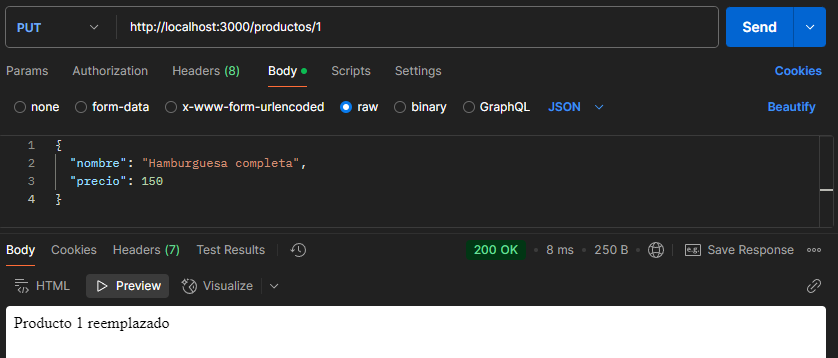 PUT http://localhost:3000/productos/1 Send
Params Authorization Headers (8) Body Scripts Settings Cookies
none form-data x-www-form-urlencoded raw binary GraphQL JSON Beautify
1 {
2 "nombre": "Hamburguesa completa",
3 "precio": 150
4 }
Body Cookies Headers (7) Test Results 200 OK 8 ms 250 B e.g. Save Response
HTML Preview Visualize
Producto 1 reemplazado